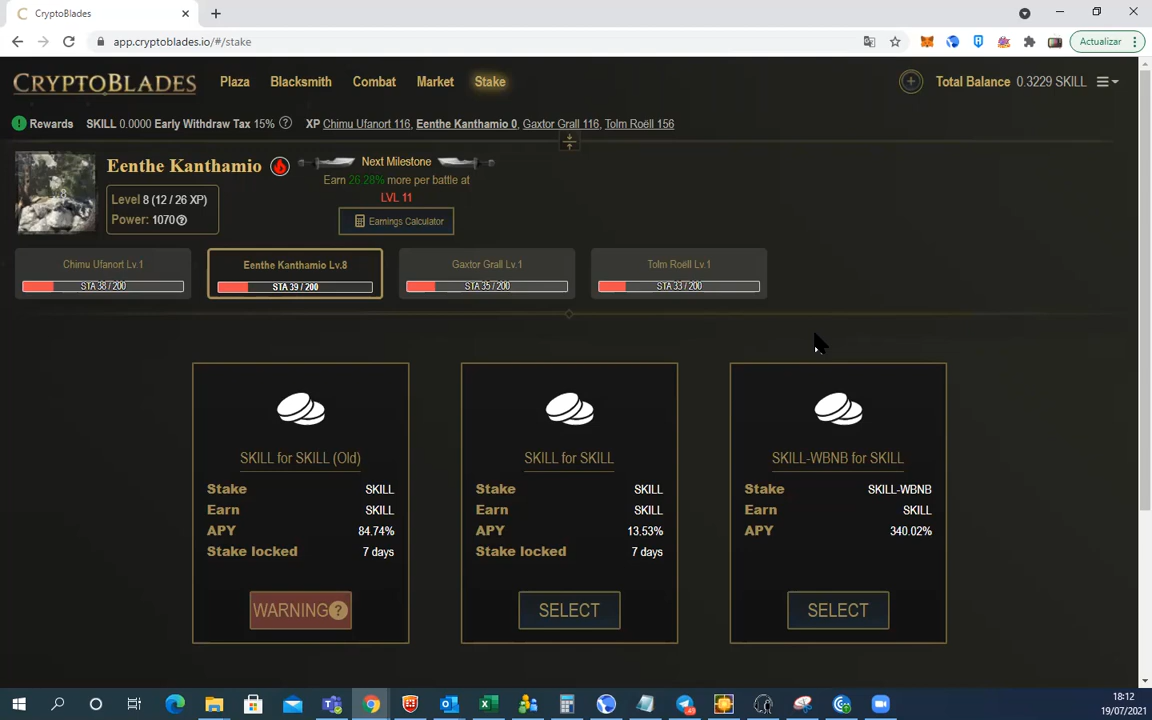 CryptoBlades
app.cryptoblades.io/#/stake
Actualizar
CRYPTOBLADES Plaza Blacksmith Combat Market Stake Total Balance 0.3229 SKILL
Rewards SKILL 0.0000 Early Withdraw Tax 15% XP Chimu Ufanort 116, Eenthe Kanthamio 0, Gaxtor Grall 116, Tolm Roëll 156
Eenthe Kanthamio
Level 8 (12 / 26 XP)
Power: 1070
Next Milestone
Earn 26.28% more per battle at
LVL 11
Earnings Calculator
Chimu Ufanort Lv.1
STA 38 / 200
Eenthe Kanthamio Lv.8
STA 39 / 200
Gaxtor Grall Lv.1
STA 35 / 200
Tolm Roëll Lv.1
STA 33 / 200
SKILL for SKILL (Old)
Stake SKILL
Earn SKILL
APY 84.74%
Stake locked 7 days
WARNING?
SKILL for SKILL
Stake SKILL
Earn SKILL
APY 13.53%
Stake locked 7 days
SELECT
SKILL-WBNB for SKILL
Stake SKILL-WBNB
Earn SKILL
APY 340.02%
SELECT
18:12
19/07/2021